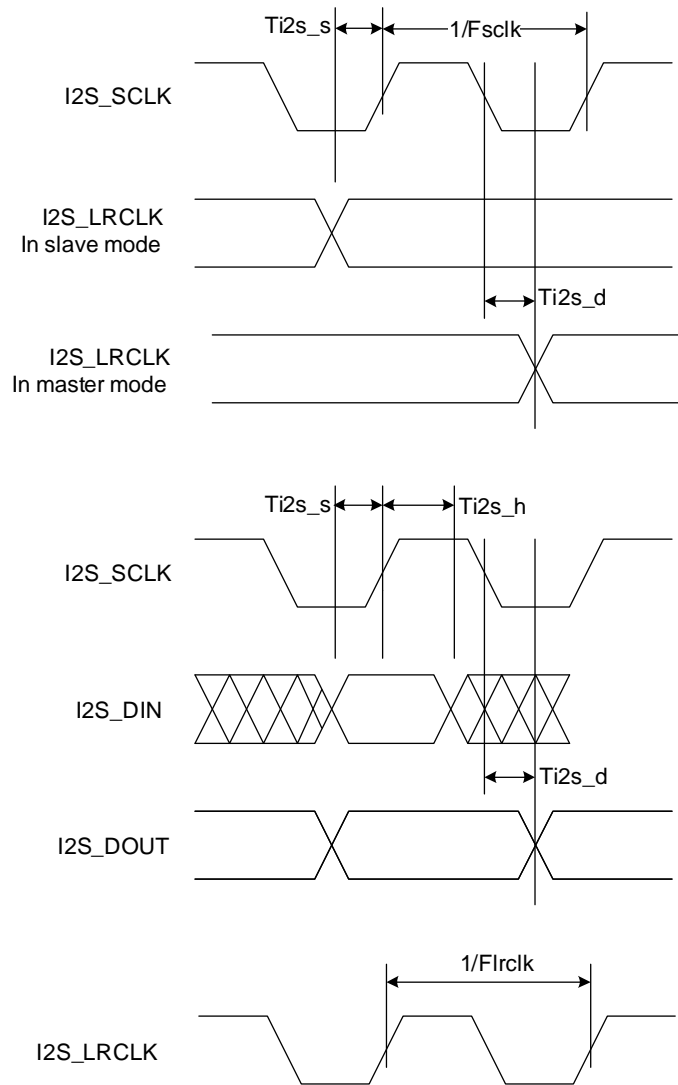 Ti2s_s
1/Fsclk
I2S_SCLK
I2S_LRCLK
In slave mode
Ti2s_d
I2S_LRCLK
In master mode
Ti2s_s
Ti2s_h
I2S_SCLK
I2S_DIN
Ti2s_d
I2S_DOUT
1/Flrclk
I2S_LRCLK